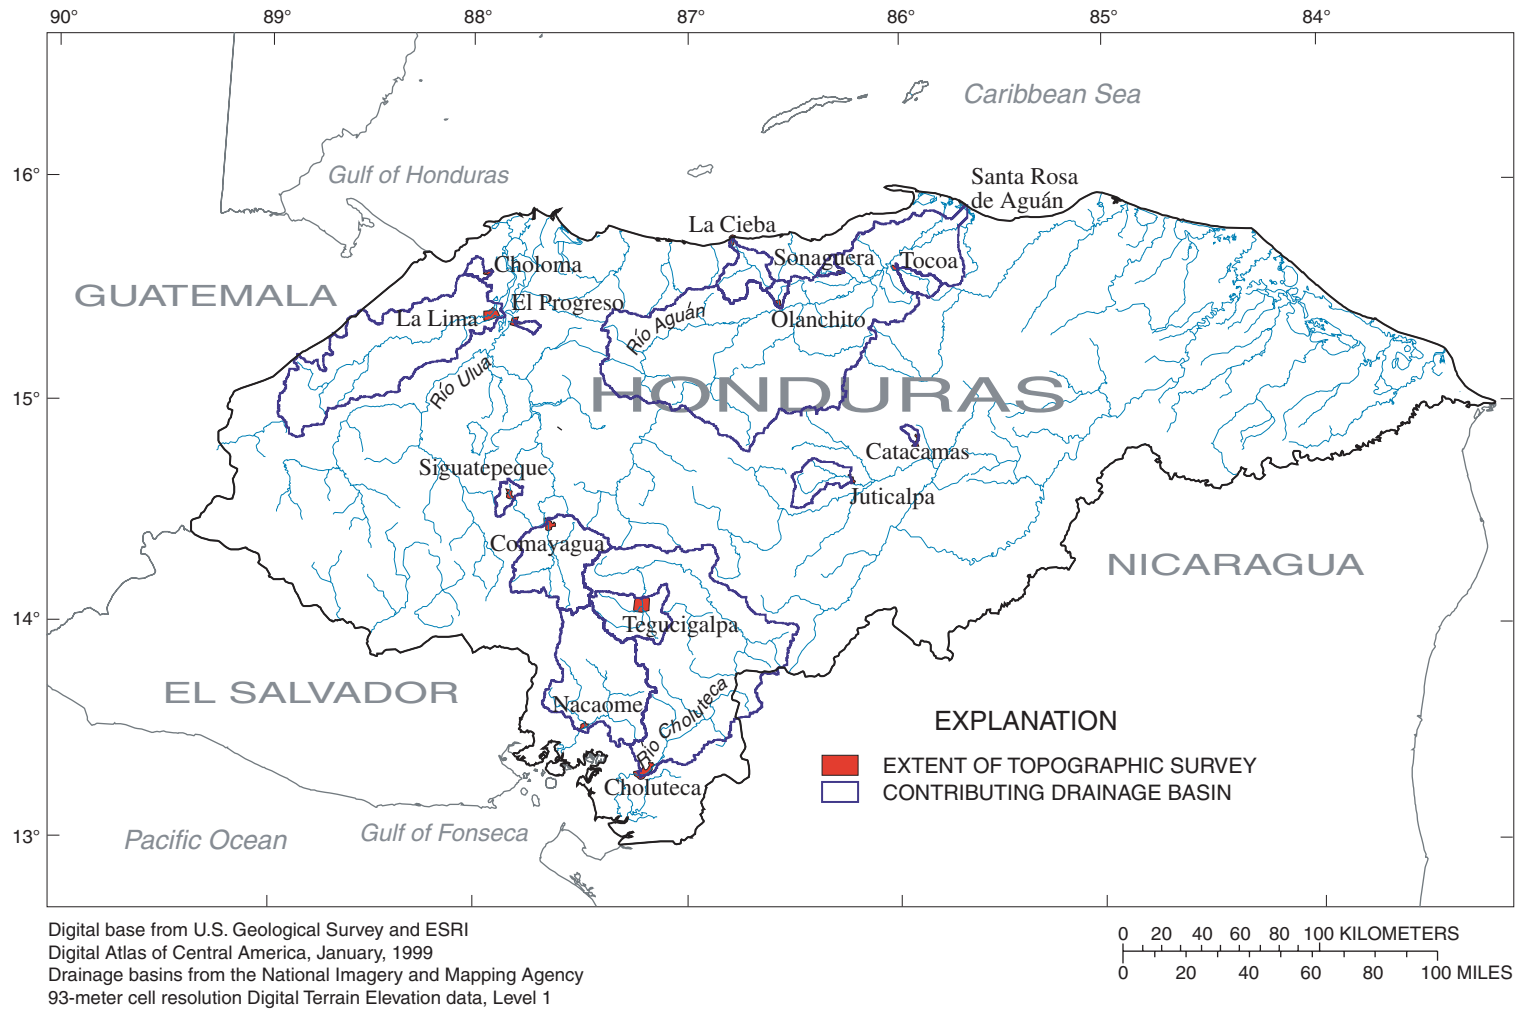 90° 89° 88° 87° 86° 85° 84°
Caribbean Sea
16°
Gulf of Honduras
Santa Rosa
de Aguán
La Cieba
Choloma
Sonaguera
Tocoa
GUATEMALA
El Progreso
La Lima
Río Aguán
Olanchito
Río Ulua
HONDURAS
15°
Catacamas
Siguatepeque
Juticalpa
Comayagua
NICARAGUA
14°
Tegucigalpa
EL SALVADOR
Nacaome
Río Choluteca
EXPLANATION
EXTENT OF TOPOGRAPHIC SURVEY
Choluteca
CONTRIBUTING DRAINAGE BASIN
13°
Pacific Ocean
Gulf of Fonseca
Digital base from U.S. Geological Survey and ESRI
Digital Atlas of Central America, January, 1999
Drainage basins from the National Imagery and Mapping Agency
93-meter cell resolution Digital Terrain Elevation data, Level 1
0 20 40 60 80 100 KILOMETERS
0 20 40 60 80 100 MILES